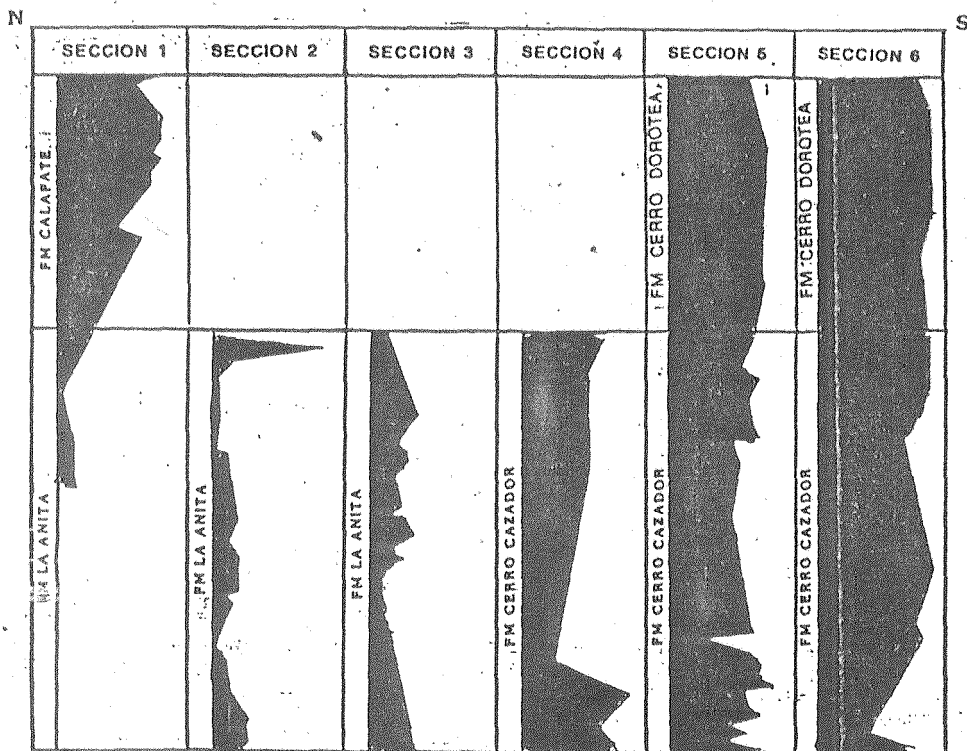 N
S
SECCION 1
SECCION 2
SECCION 3
SECCION 4
SECCION 5
SECCION 6
FM CALAFATE
FM CERRO DOROTEA
FM CERRO DOROTEA
FM LA ANITA
FM LA ANITA
FM LA ANITA
FM CERRO CAZADOR
FM CERRO CAZADOR
FM CERRO CAZADOR